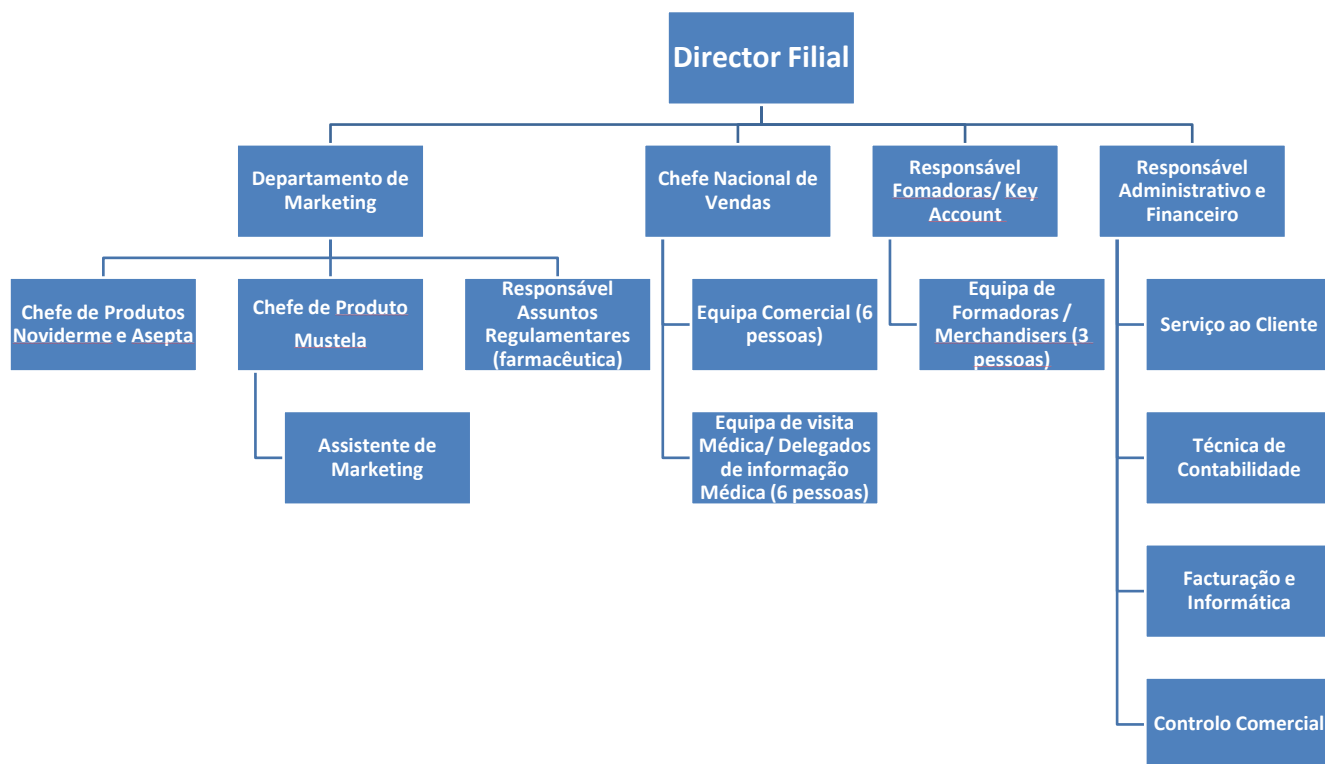 Director Filial
Departamento de
Marketing
Chefe Nacional de
Vendas
Responsável
Fomadoras/ Key
Account
Responsável
Administrativo e
Financeiro
Chefe de Produtos
Noviderme e Asepta
Chefe de Produto
Mustela
Responsável
Assuntos
Regulamentares
(farmacêutica)
Equipa Comercial (6
pessoas)
Equipa de
Formadoras /
Merchandisers (3
pessoas)
Serviço ao Cliente
Assistente de
Marketing
Equipa de visita
Médica/ Delegados
de informação
Médica (6 pessoas)
Técnica de
Contabilidade
Facturação e
Informática
Controlo Comercial